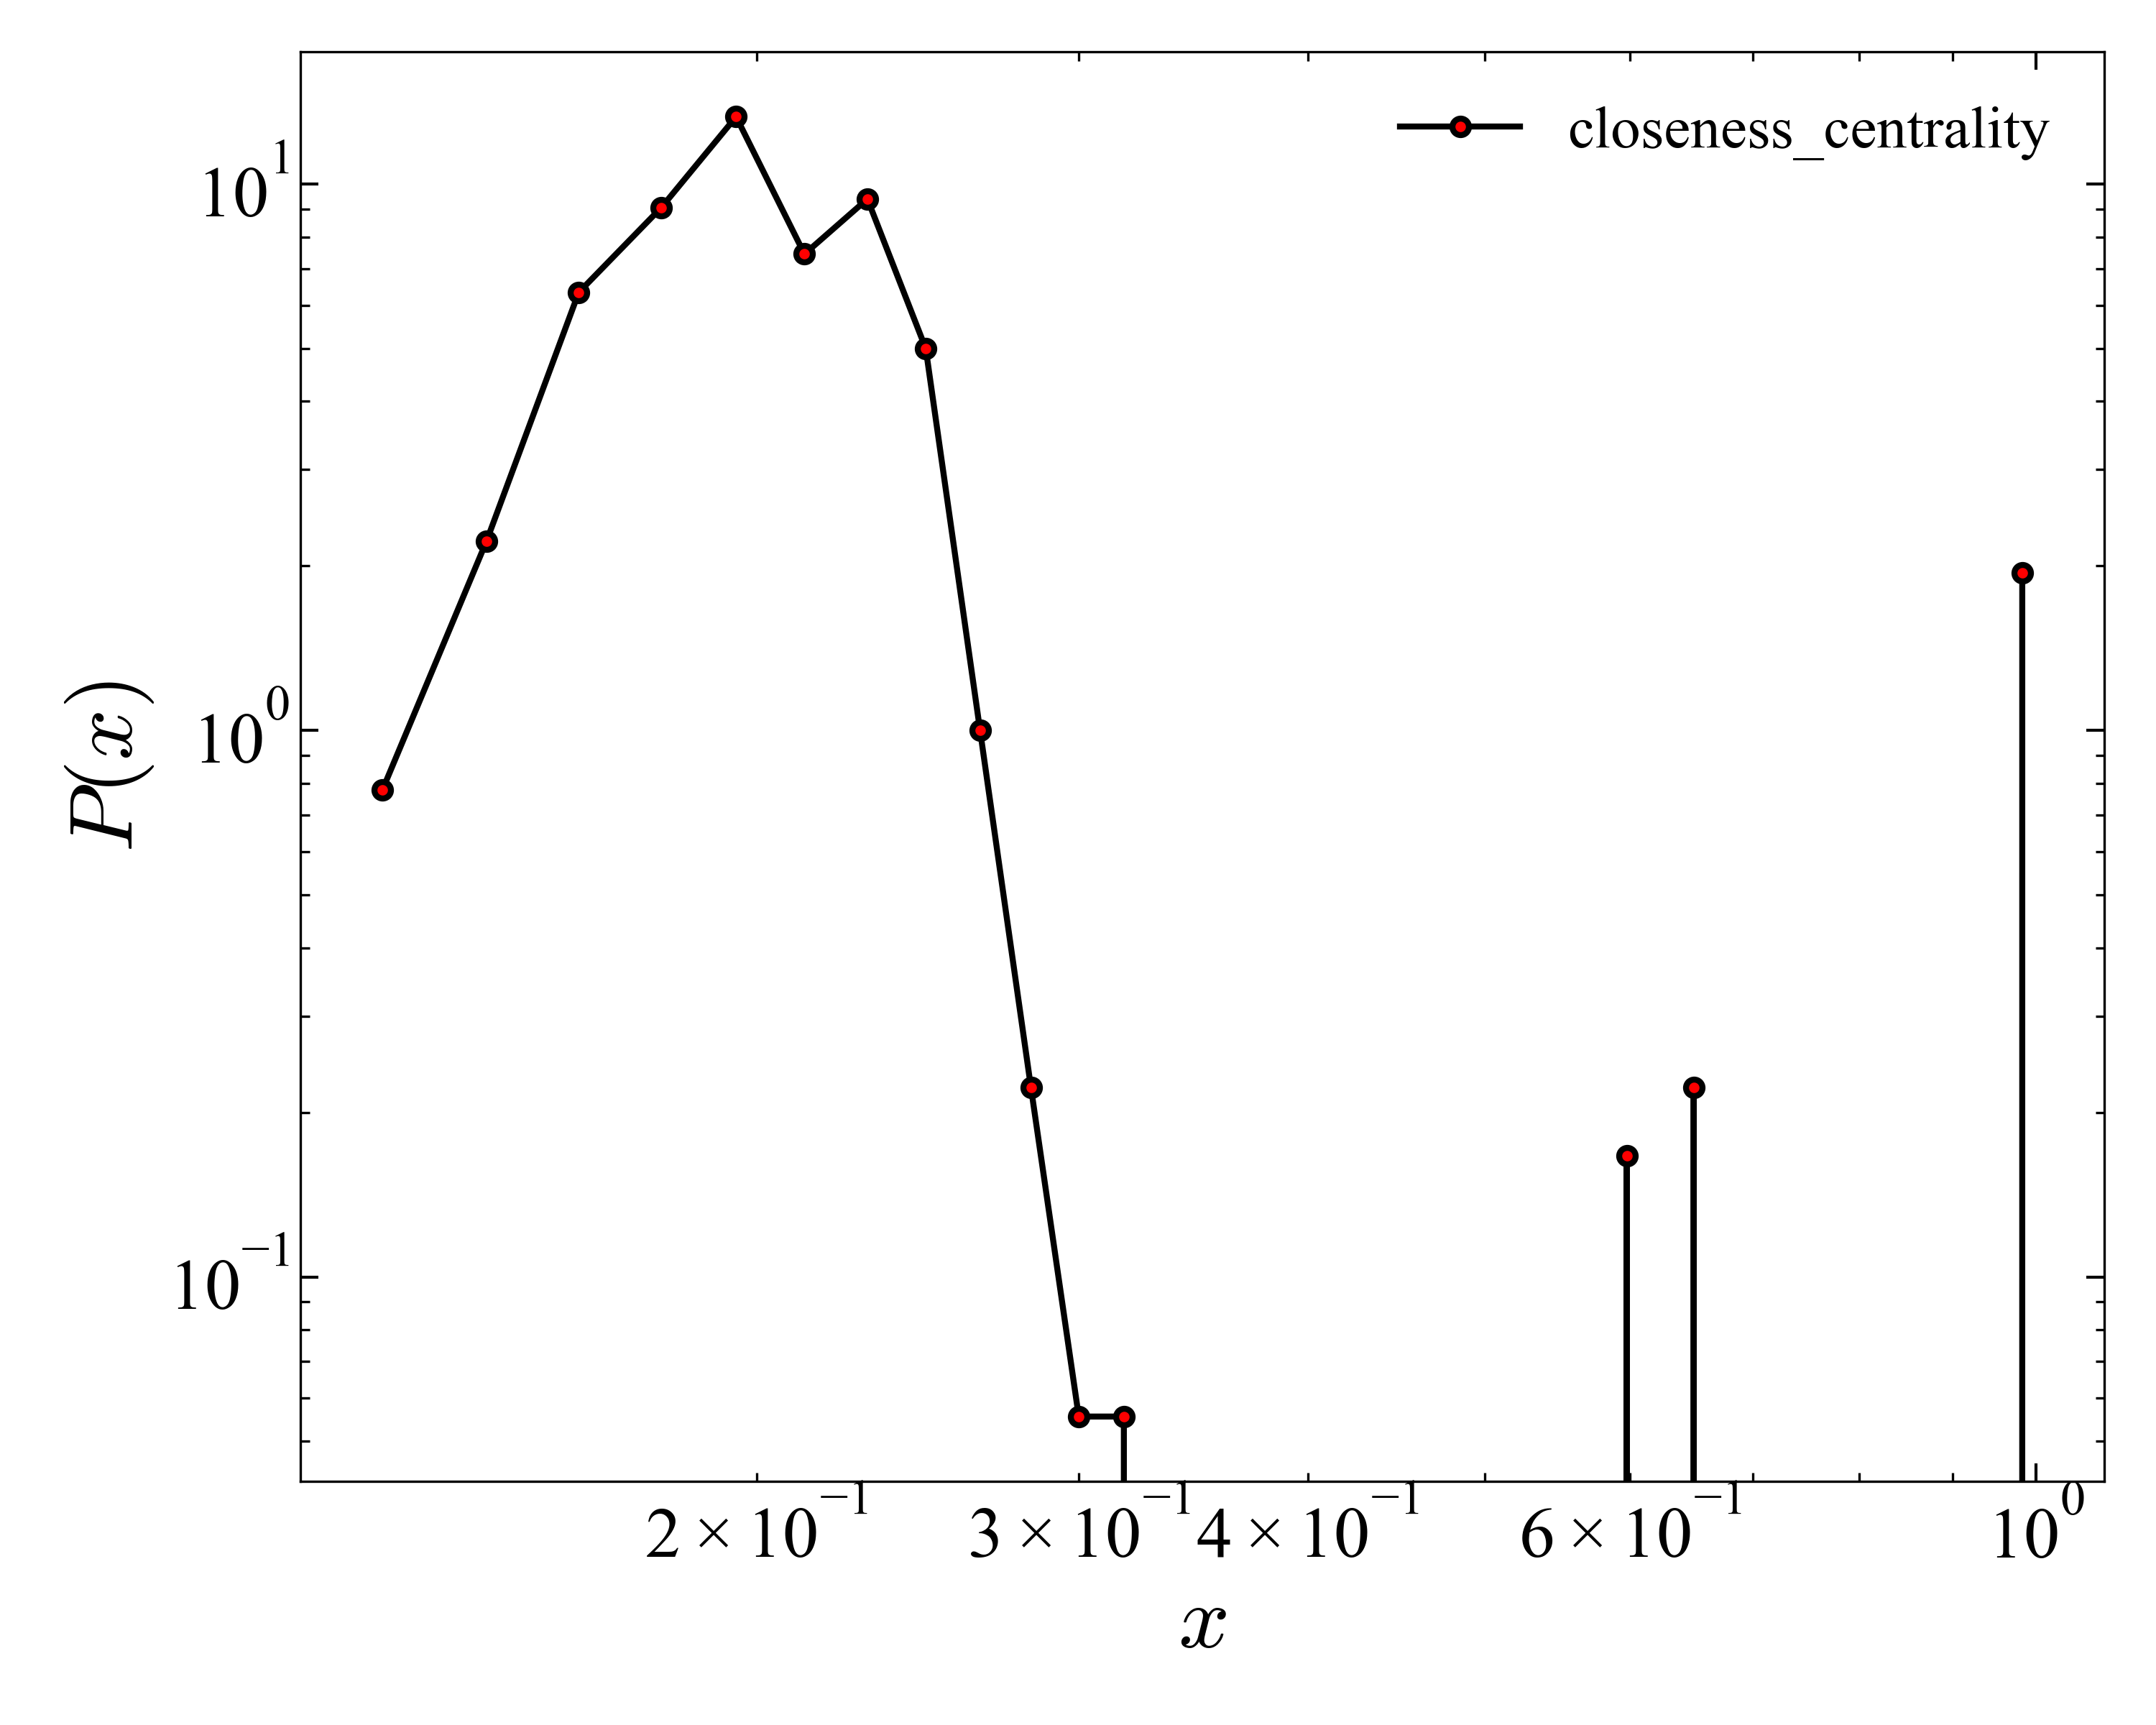 closeness_centrality
10^1
10^0
10^−1
P(x)
2 × 10^−1 3 × 10^−1 4 × 10^−1 6 × 10^−1 10^0
x